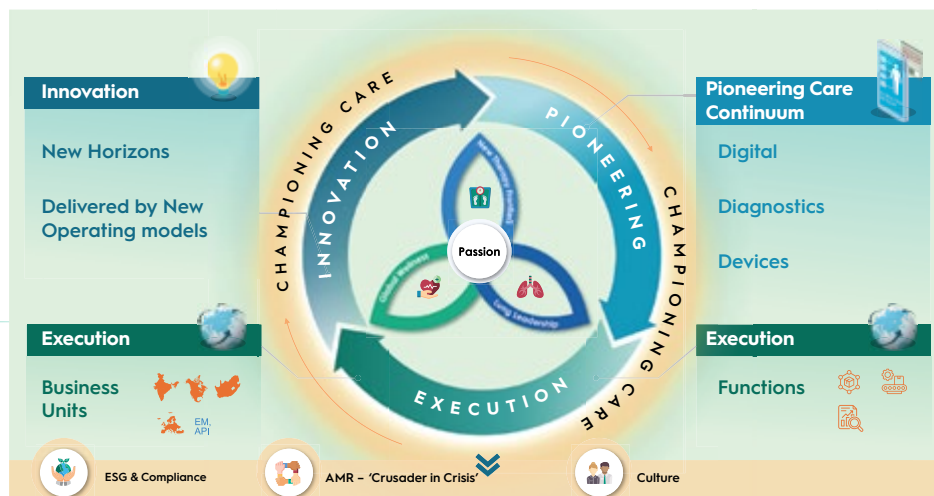 Innovation
New Horizons
Delivered by New
Operating models
Execution
Business
Units
EM,
API
CHAMPIONING CARE
INNOVATION
PIONEERING
EXECUTION
CHAMPIONING CARE
New Therapy Frontiers
Passion
Global Wellness
Lung Leadership
Pioneering Care
Continuum
Digital
Diagnostics
Devices
Execution
Functions
ESG & Compliance
AMR – ‘Crusader in Crisis’
Culture